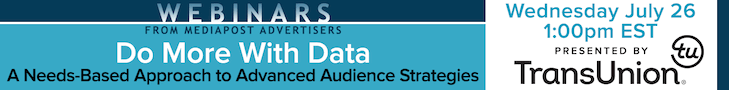 WEBINARS
FROM MEDIAPOST ADVERTISERS
Do More With Data
A Needs-Based Approach to Advanced Audience Strategies
Wednesday July 26
1:00pm EST
PRESENTED BY
tu
TransUnion®